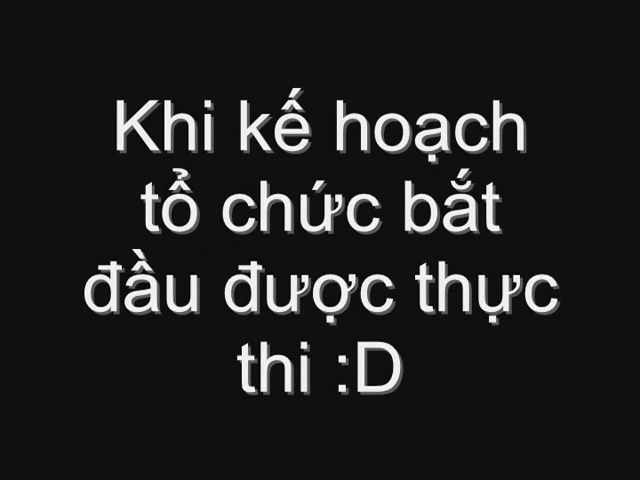 Khi kế hoạch
tổ chức bắt
đầu được thực
thi :D